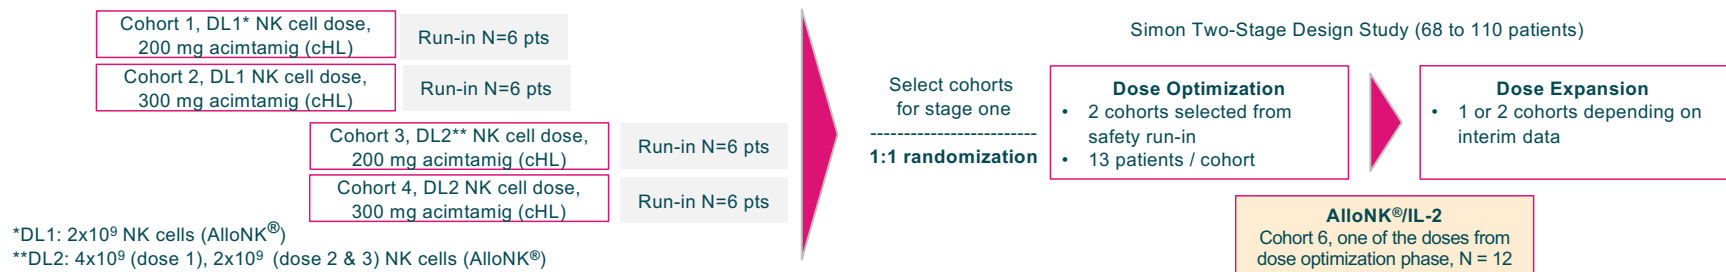 Cohort 1, DL1* NK cell dose,
200 mg acimtamig (cHL)
Run-in N=6 pts
Cohort 2, DL1 NK cell dose,
300 mg acimtamig (cHL)
Run-in N=6 pts
Cohort 3, DL2** NK cell dose,
200 mg acimtamig (cHL)
Run-in N=6 pts
Cohort 4, DL2 NK cell dose,
300 mg acimtamig (cHL)
Run-in N=6 pts
*DL1: 2x10⁹ NK cells (AlloNK®)
**DL2: 4x10⁹ (dose 1), 2x10⁹ (dose 2 & 3) NK cells (AlloNK®)
Select cohorts
for stage one
-------------------------
1:1 randomization
Simon Two-Stage Design Study (68 to 110 patients)
Dose Optimization
• 2 cohorts selected from
safety run-in
• 13 patients / cohort
Dose Expansion
• 1 or 2 cohorts depending on
interim data
AlloNK®/IL-2
Cohort 6, one of the doses from
dose optimization phase, N = 12